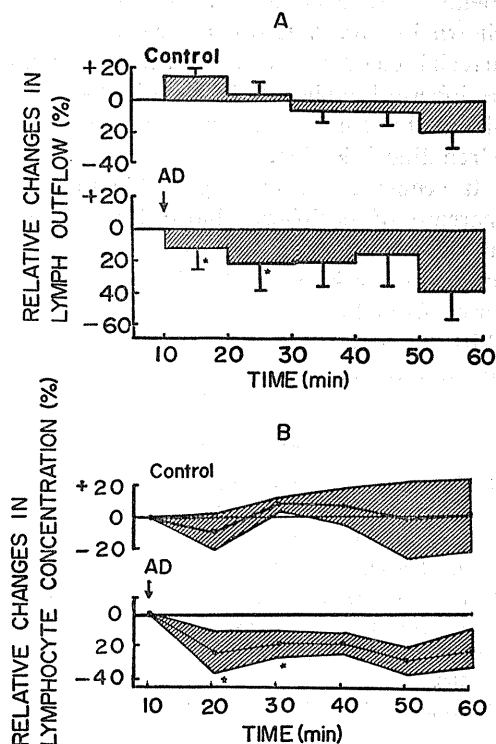 A
Control
+20
0
20
−40
AD
+20
0
20
40
−60
RELATIVE CHANGES IN
LYMPH OUTFLOW (%)
*
*
10 20 30 40 50 60
TIME (min)
B
Control
+20
0
−20
AD
0
20
−40
RELATIVE CHANGES IN
LYMPHOCYTE CONCENTRATION (%)
*
*
10 20 30 40 50 60
TIME (min)